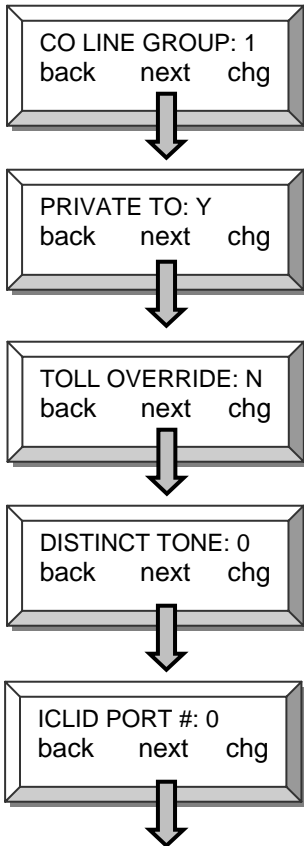 CO LINE GROUP: 1
back next chg
PRIVATE TO: Y
back next chg
TOLL OVERRIDE: N
back next chg
DISTINCT TONE: 0
back next chg
ICLID PORT #: 0
back next chg